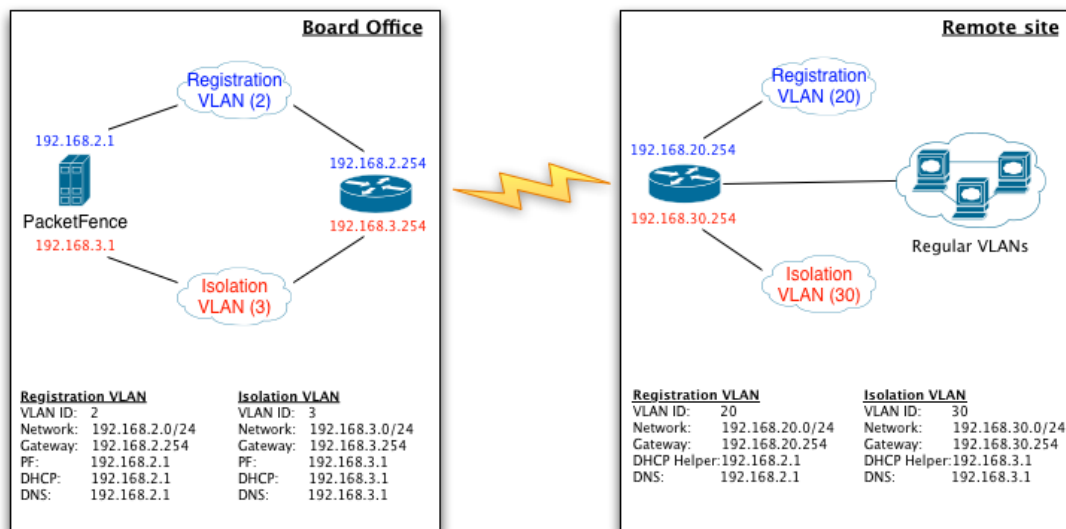 Board Office
Registration
VLAN (2)
192.168.2.1
192.168.2.254
PacketFence
192.168.3.1
192.168.3.254
Isolation
VLAN (3)
Registration VLAN
VLAN ID: 2
Network: 192.168.2.0/24
Gateway: 192.168.2.254
PF: 192.168.2.1
DHCP: 192.168.2.1
DNS: 192.168.2.1
Isolation VLAN
VLAN ID: 3
Network: 192.168.3.0/24
Gateway: 192.168.3.254
PF: 192.168.3.1
DHCP: 192.168.3.1
DNS: 192.168.3.1
Remote site
Registration
VLAN (20)
192.168.20.254
192.168.30.254
Regular VLANs
Isolation
VLAN (30)
Registration VLAN
VLAN ID: 20
Network: 192.168.20.0/24
Gateway: 192.168.20.254
DHCP Helper: 192.168.2.1
DNS: 192.168.2.1
Isolation VLAN
VLAN ID: 30
Network: 192.168.30.0/24
Gateway: 192.168.30.254
DHCP Helper: 192.168.3.1
DNS: 192.168.3.1